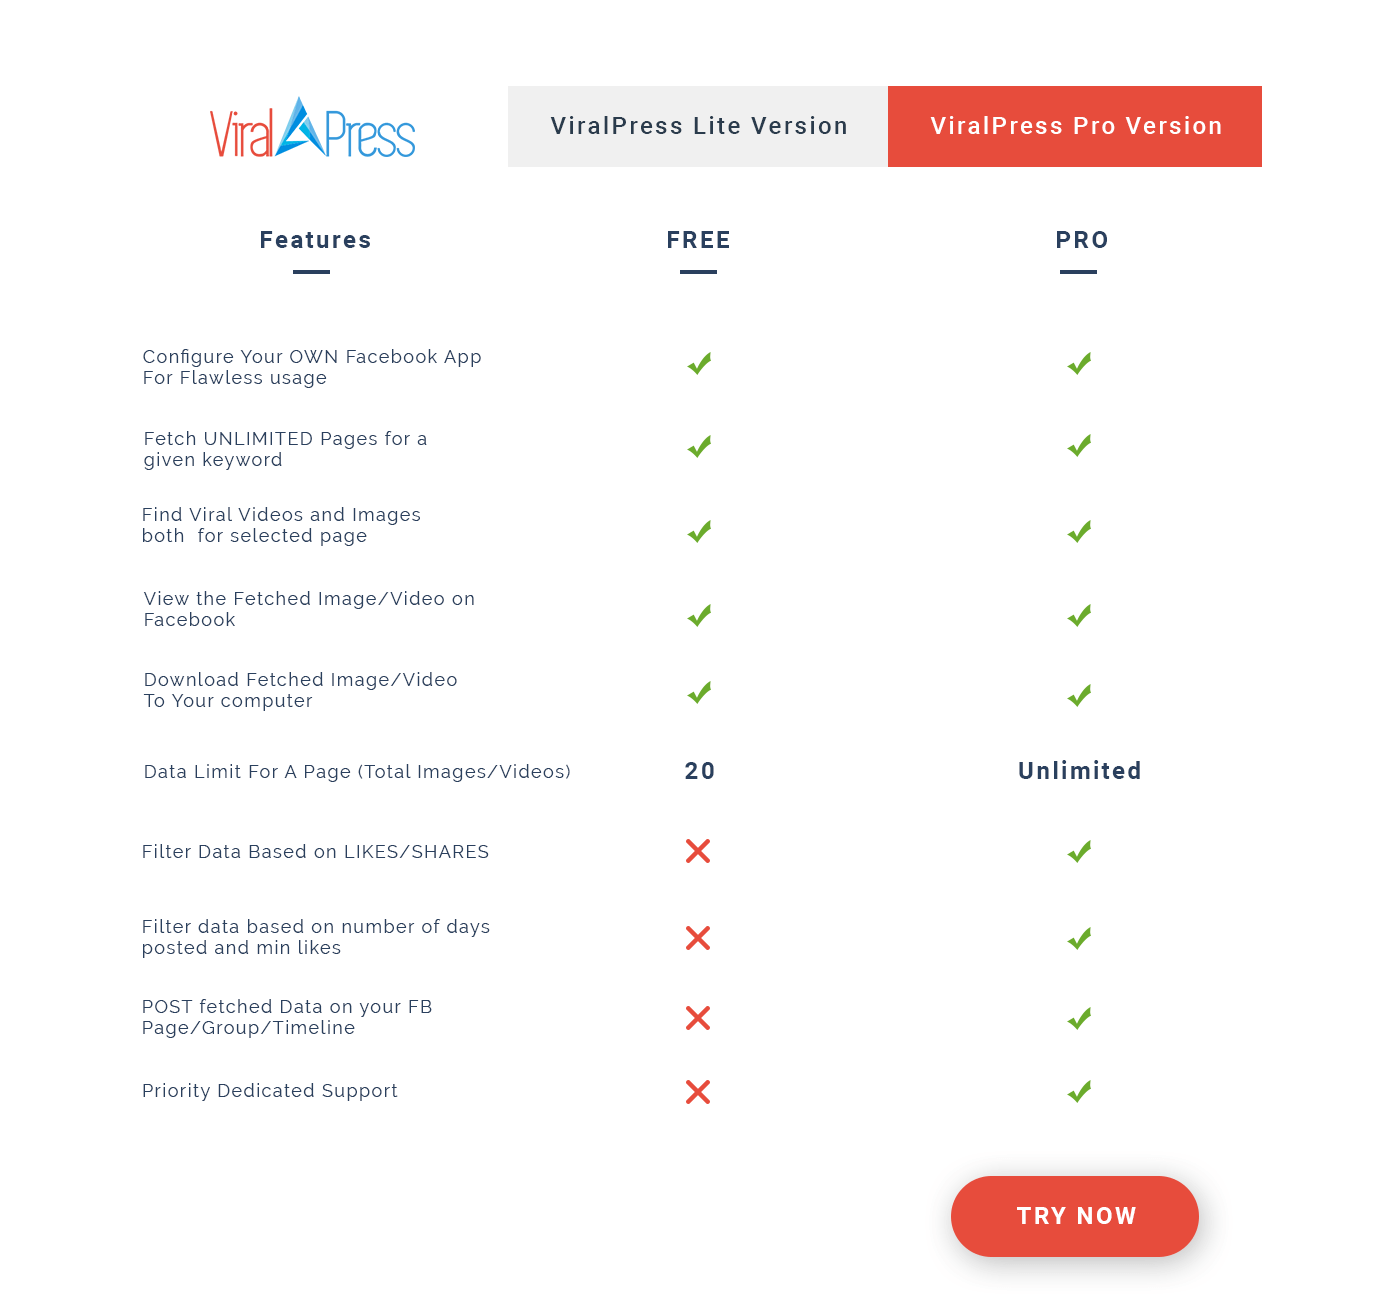 ViralPress
ViralPress Lite Version
ViralPress Pro Version
Features
FREE
PRO
Configure Your OWN Facebook App
For Flawless usage
Fetch UNLIMITED Pages for a
given keyword
Find Viral Videos and Images
both  for selected page
View the Fetched Image/Video on
Facebook
Download Fetched Image/Video
To Your computer
Data Limit For A Page (Total Images/Videos)
20
Unlimited
Filter Data Based on LIKES/SHARES
Filter data based on number of days
posted and min likes
POST fetched Data on your FB
Page/Group/Timeline
Priority Dedicated Support
TRY NOW